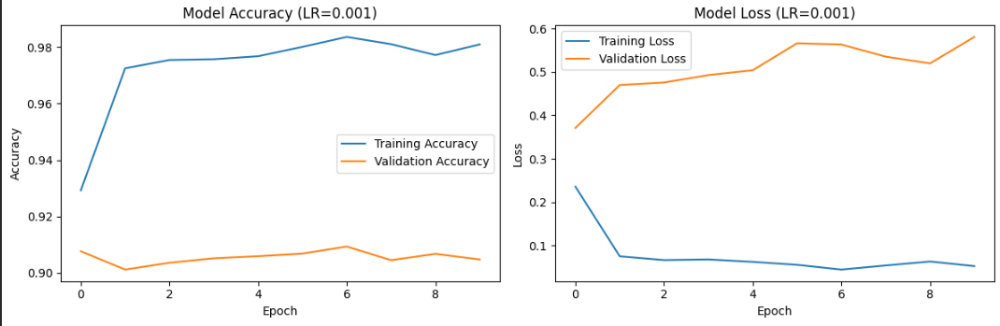 Model Accuracy (LR=0.001)
0.98
0.96
0.94
0.92
0.90
Accuracy
Training Accuracy
Validation Accuracy
0 2 4 6 8
Epoch
Model Loss (LR=0.001)
0.6
0.5
0.4
0.3
0.2
0.1
Loss
Training Loss
Validation Loss
0 2 4 6 8
Epoch